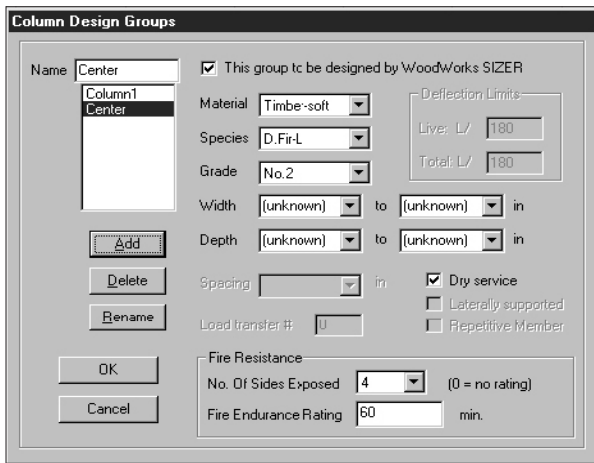 Column Design Groups
Name Center
Column1
Center
Add
Delete
Rename
OK
Cancel
This group tc be designed by WoodWorks SIZER
Material Timber-soft
Species D.Fir-L
Grade No.2
Width (unknown) to (unknown) in
Depth (unknown) to (unknown) in
Deflection Limits
Live: L/ 180
Total: L/ 180
Spacing in
Load transfer # 0
Dry service
Laterally supported
Repetitive Member
Fire Resistance
No. Of Sides Exposed 4 (0 = no rating)
Fire Endurance Rating 60 min.